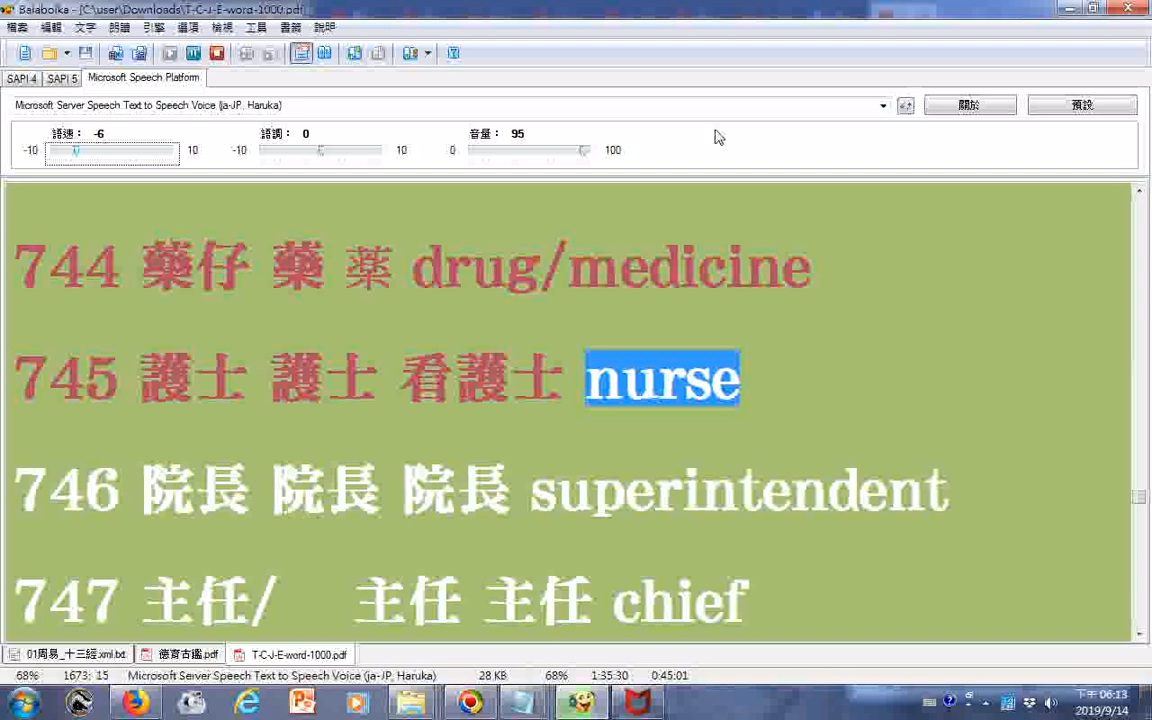 Balabolka - [C:\user\Downloads\T-C-J-E-word-1000.pdf]
檔案 編輯 文字 朗讀 引擎 選項 檢視 工具 書籤 說明
SAPI 4 SAPI 5 Microsoft Speech Platform
Microsoft Server Speech Text to Speech Voice (ja-JP, Haruka) 關於 預設
語速： -6 語調： 0 音量： 95
-10 10 -10 10 0 100
744 藥仔 藥 薬 drug/medicine
745 護士 護士 看護士 nurse
746 院長 院長 院長 superintendent
747 主任/ 主任 主任 chief
01周易_十三經.xml.txt 德育古鑑.pdf T-C-J-E-word-1000.pdf
68% 1673; 15 Microsoft Server Speech Text to Speech Voice (ja-JP, Haruka) 28 KB 68% 1:35:30 0:45:01
下午 06:13
2019/9/14